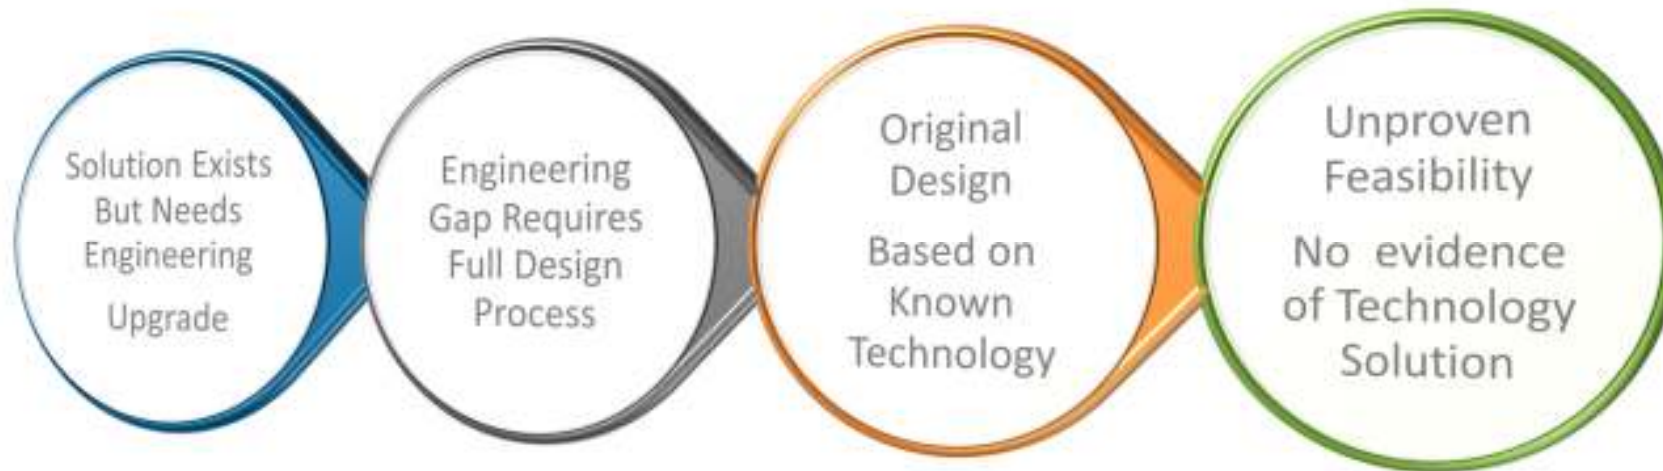 Solution Exists
But Needs
Engineering
Upgrade
Engineering
Gap Requires
Full Design
Process
Original
Design
Based on
Known
Technology
Unproven
Feasibility
No evidence
of Technology
Solution